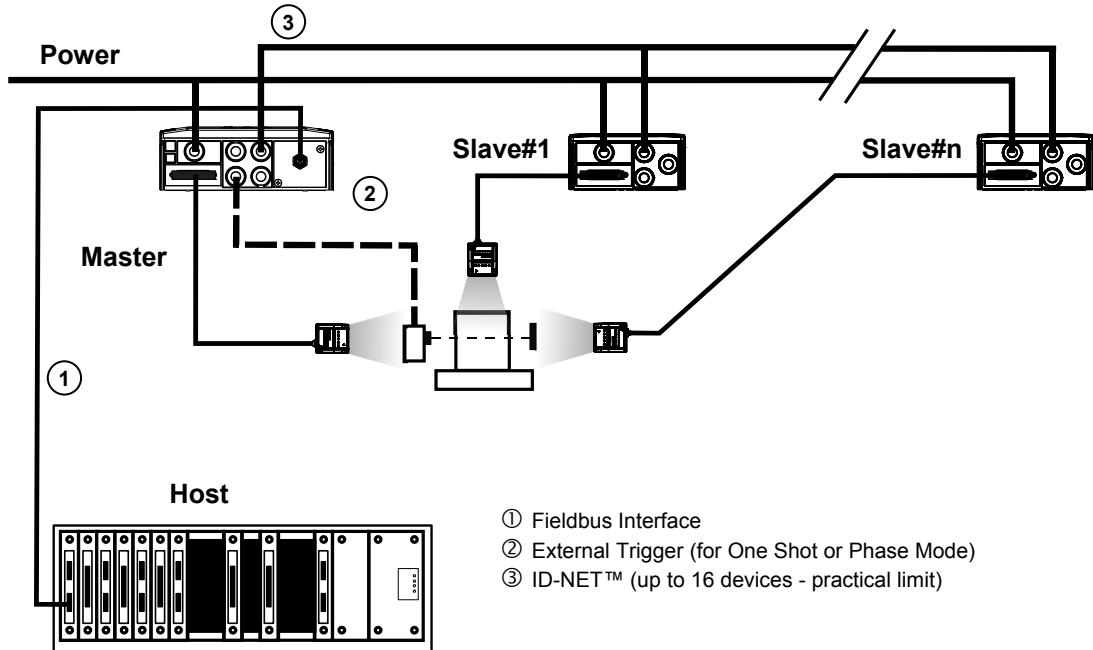 ③
Power
Slave#1
Slave#n
②
Master
①
Host
① Fieldbus Interface
② External Trigger (for One Shot or Phase Mode)
③ ID-NET™ (up to 16 devices - practical limit)